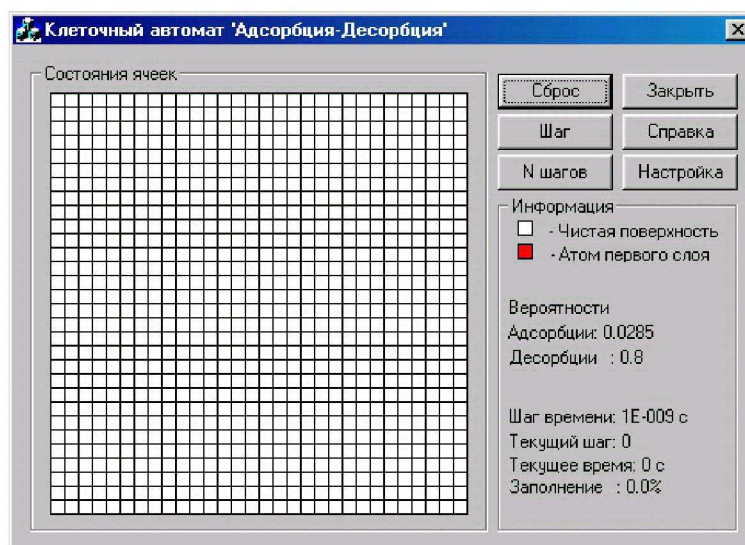 Клеточный автомат 'Адсорбция-Десорбция'
Состояния ячеек
Сброс
Закрыть
Шаг
Справка
N шагов
Настройка
Информация
- Чистая поверхность
- Атом первого слоя
Вероятности
Адсорбции: 0.0285
Десорбции : 0.8
Шаг времени: 1E-009 с
Текущий шаг: 0
Текущее время: 0 с
Заполнение : 0.0%